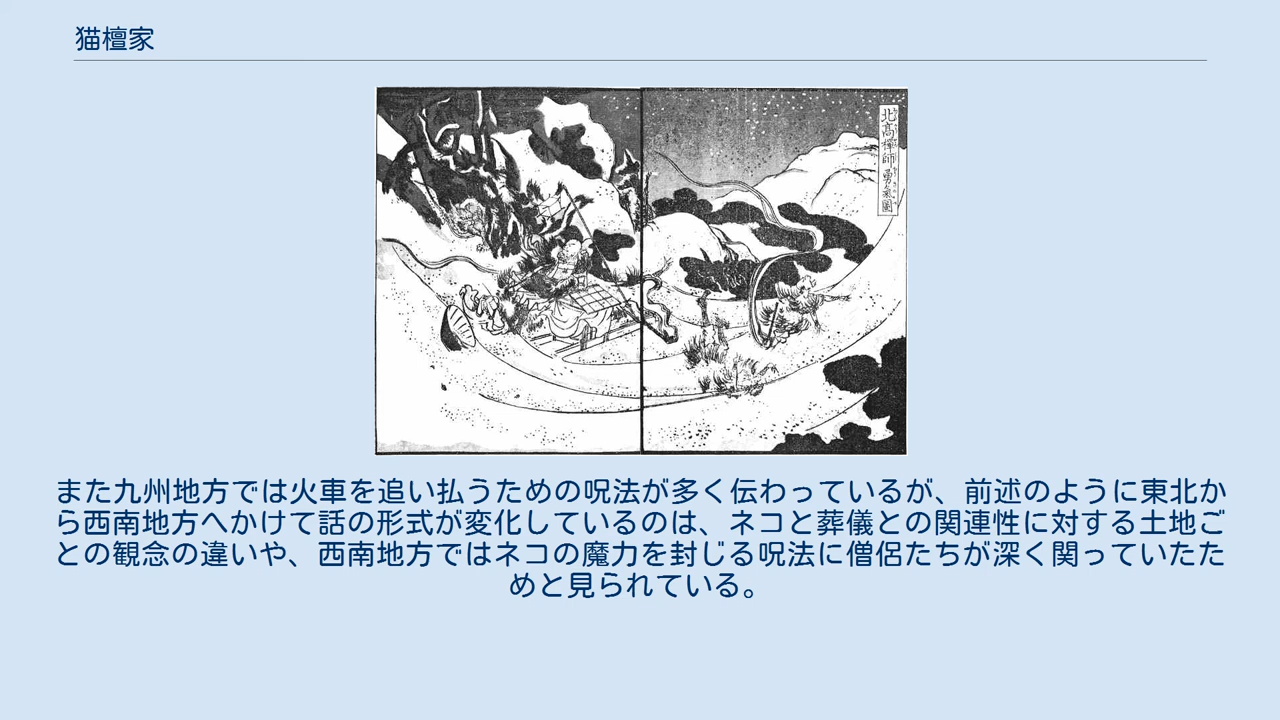 猫檀家
北高禅師勇気圖
また九州地方では火車を追い払うための呪法が多く伝わっているが、前述のように東北か
ら西南地方へかけて話の形式が変化しているのは、ネコと葬儀との関連性に対する土地ご
との観念の違いや、西南地方ではネコの魔力を封じる呪法に僧侶たちが深く関っていたた
めと見られている。